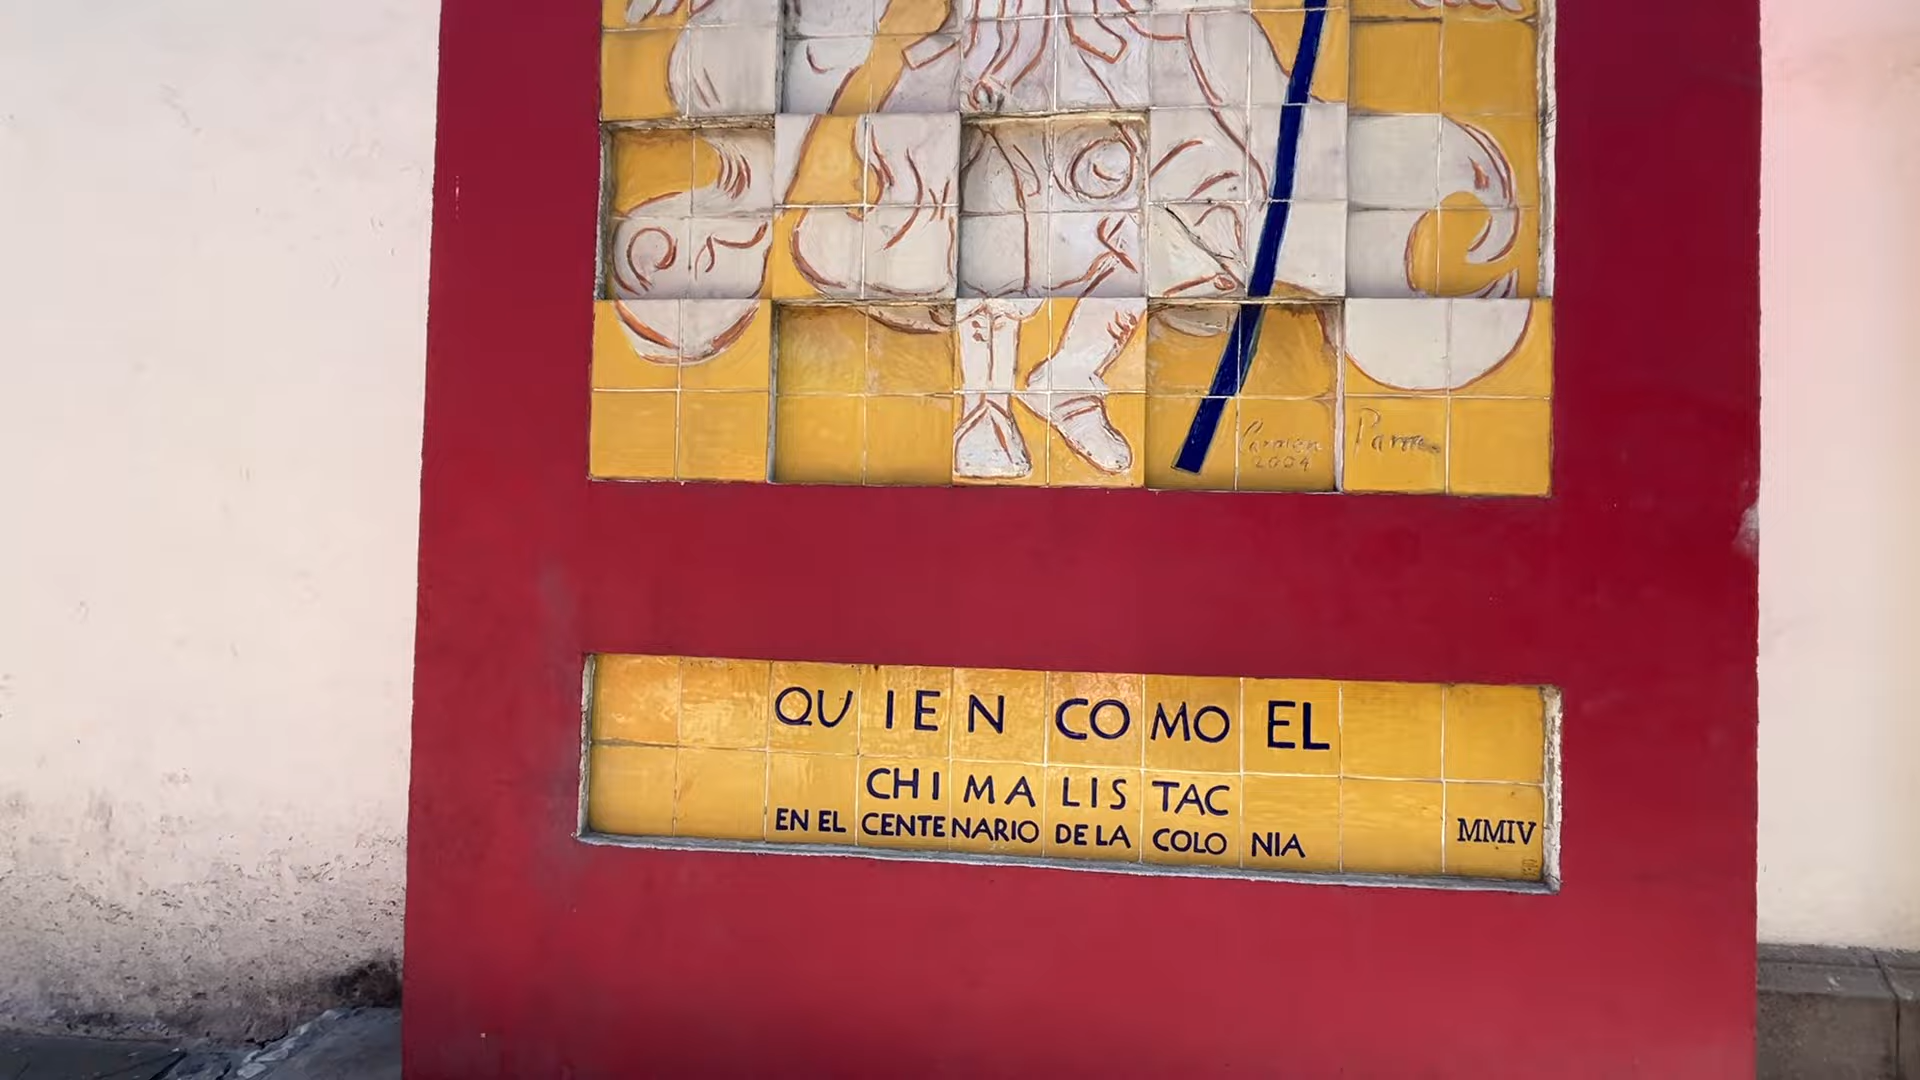 Carmen Parra
2004
QUIEN COMO EL
CHIMALISTAC
EN EL CENTENARIO DE LA COLONIA
MMIV